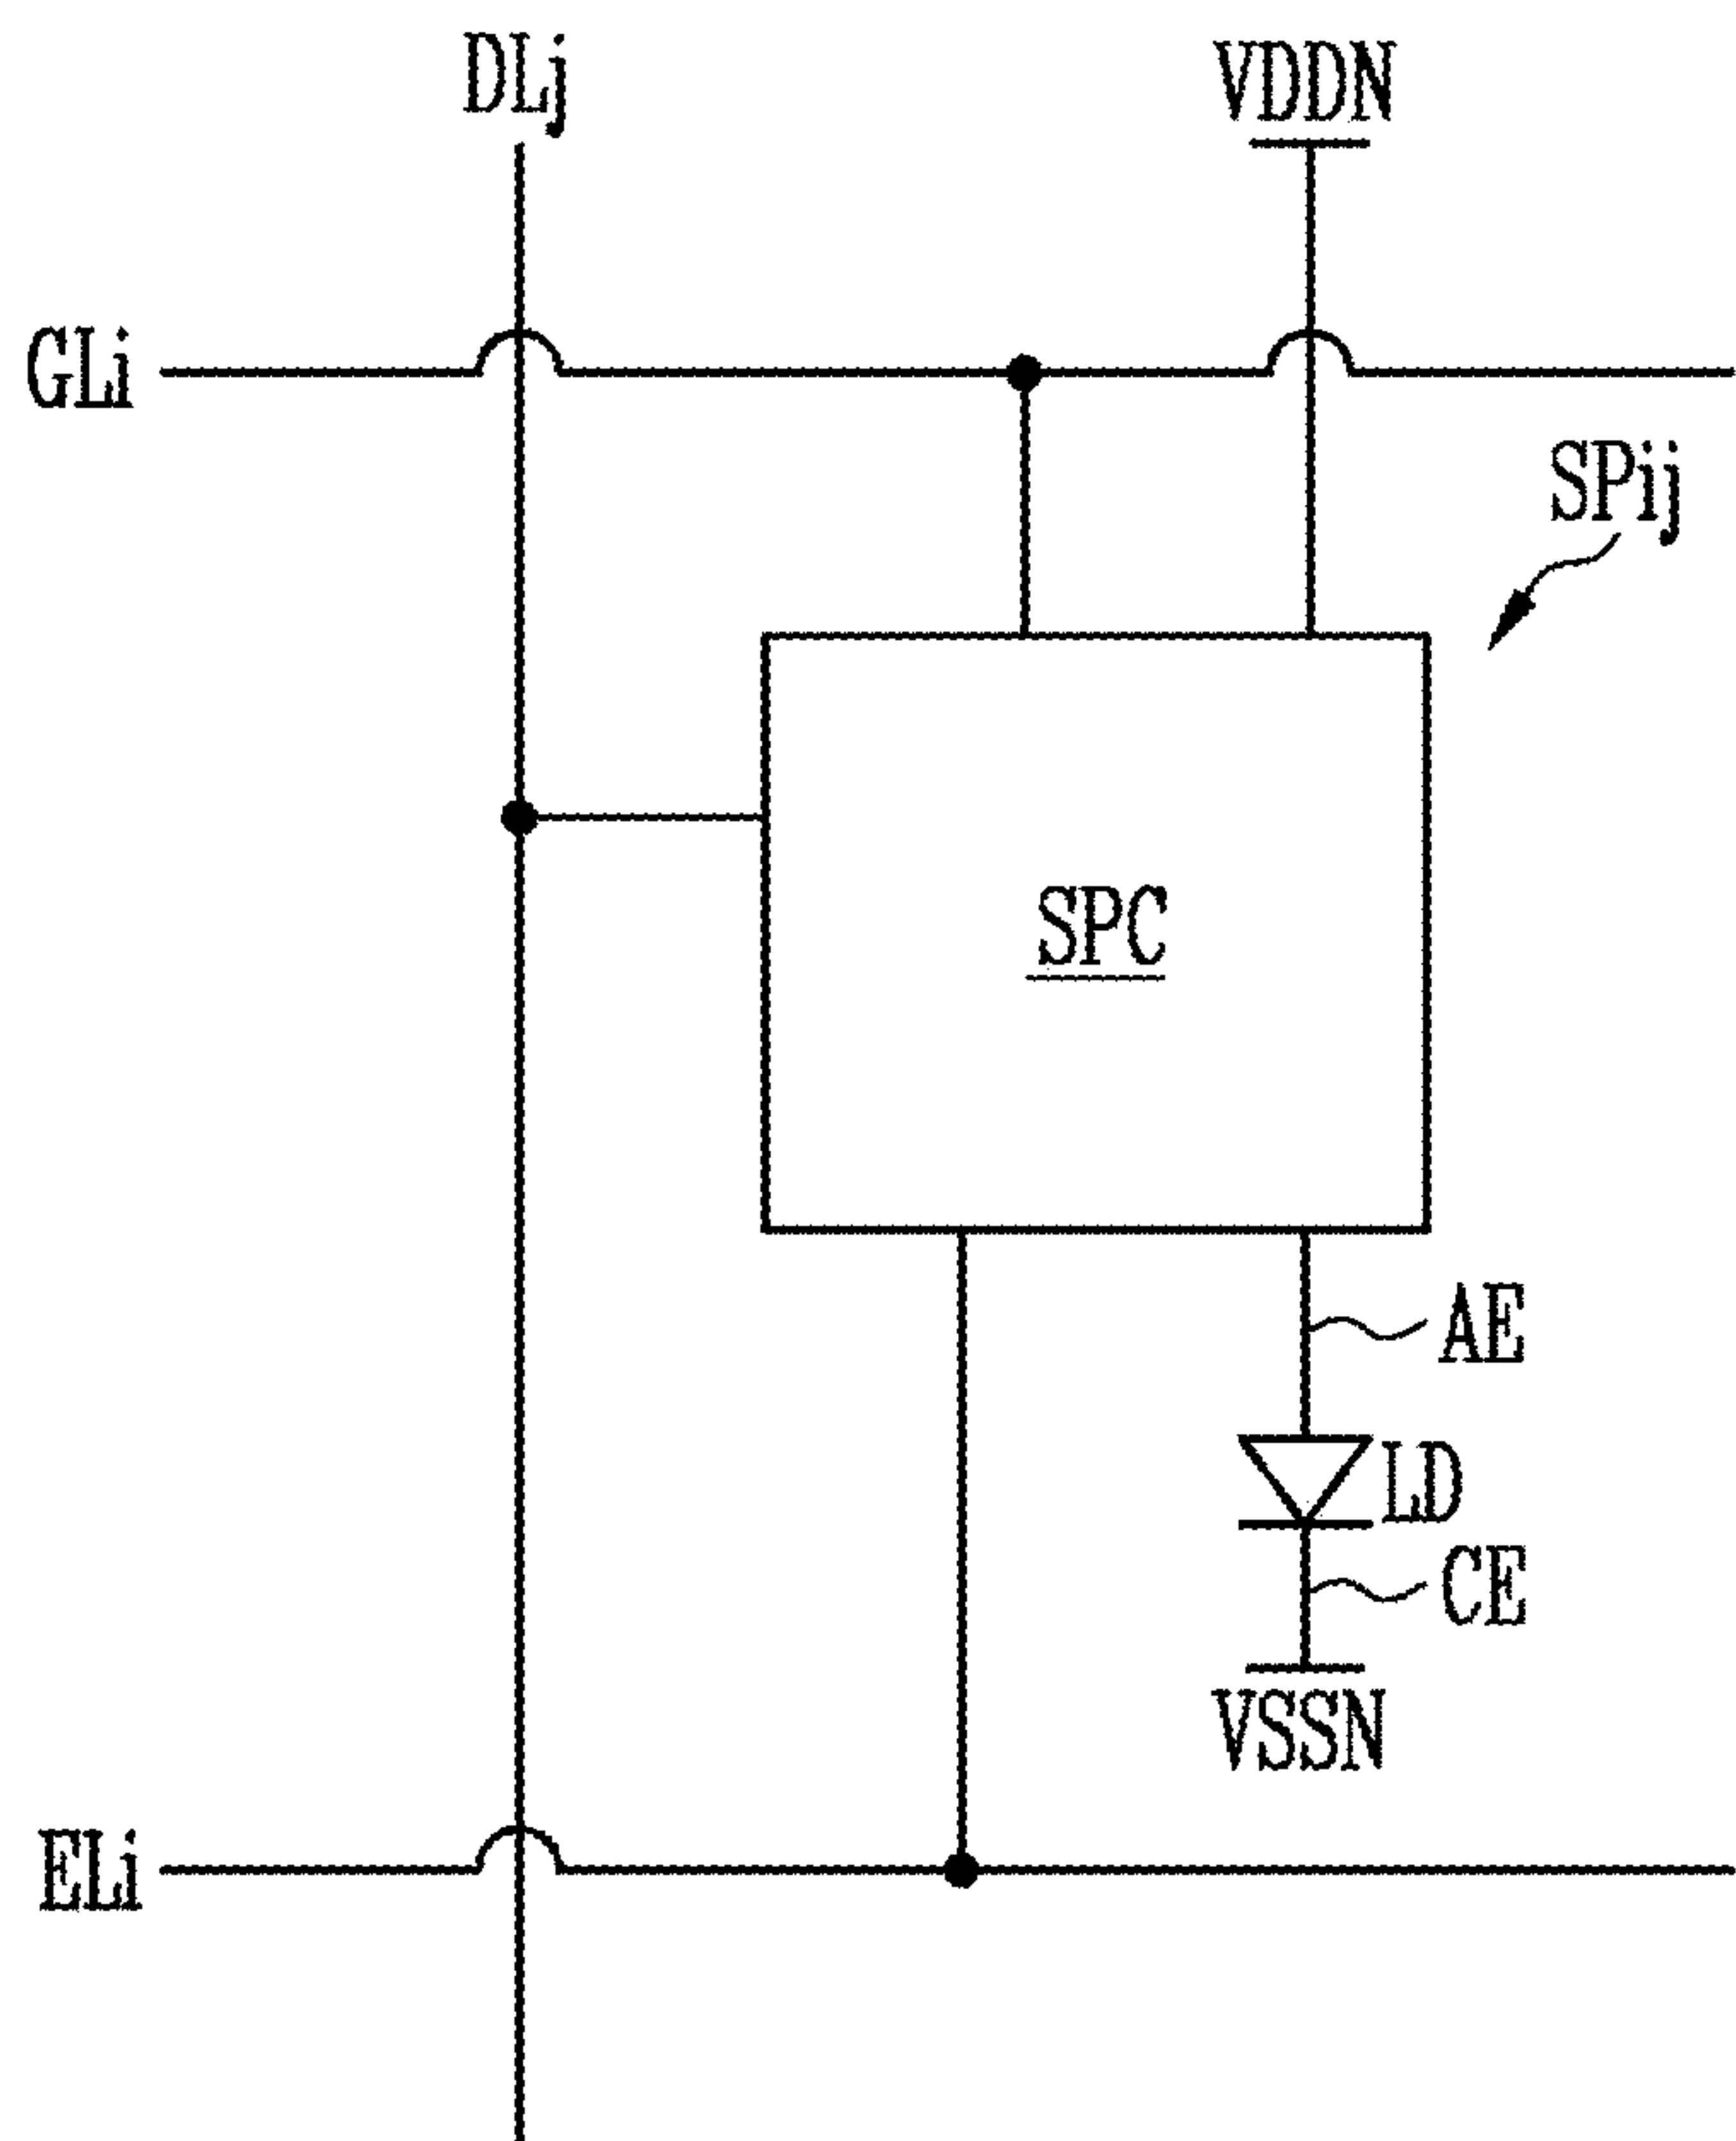 DLj
VDDN
GLi
SPij
SPC
AE
LD
CE
VSSN
ELi